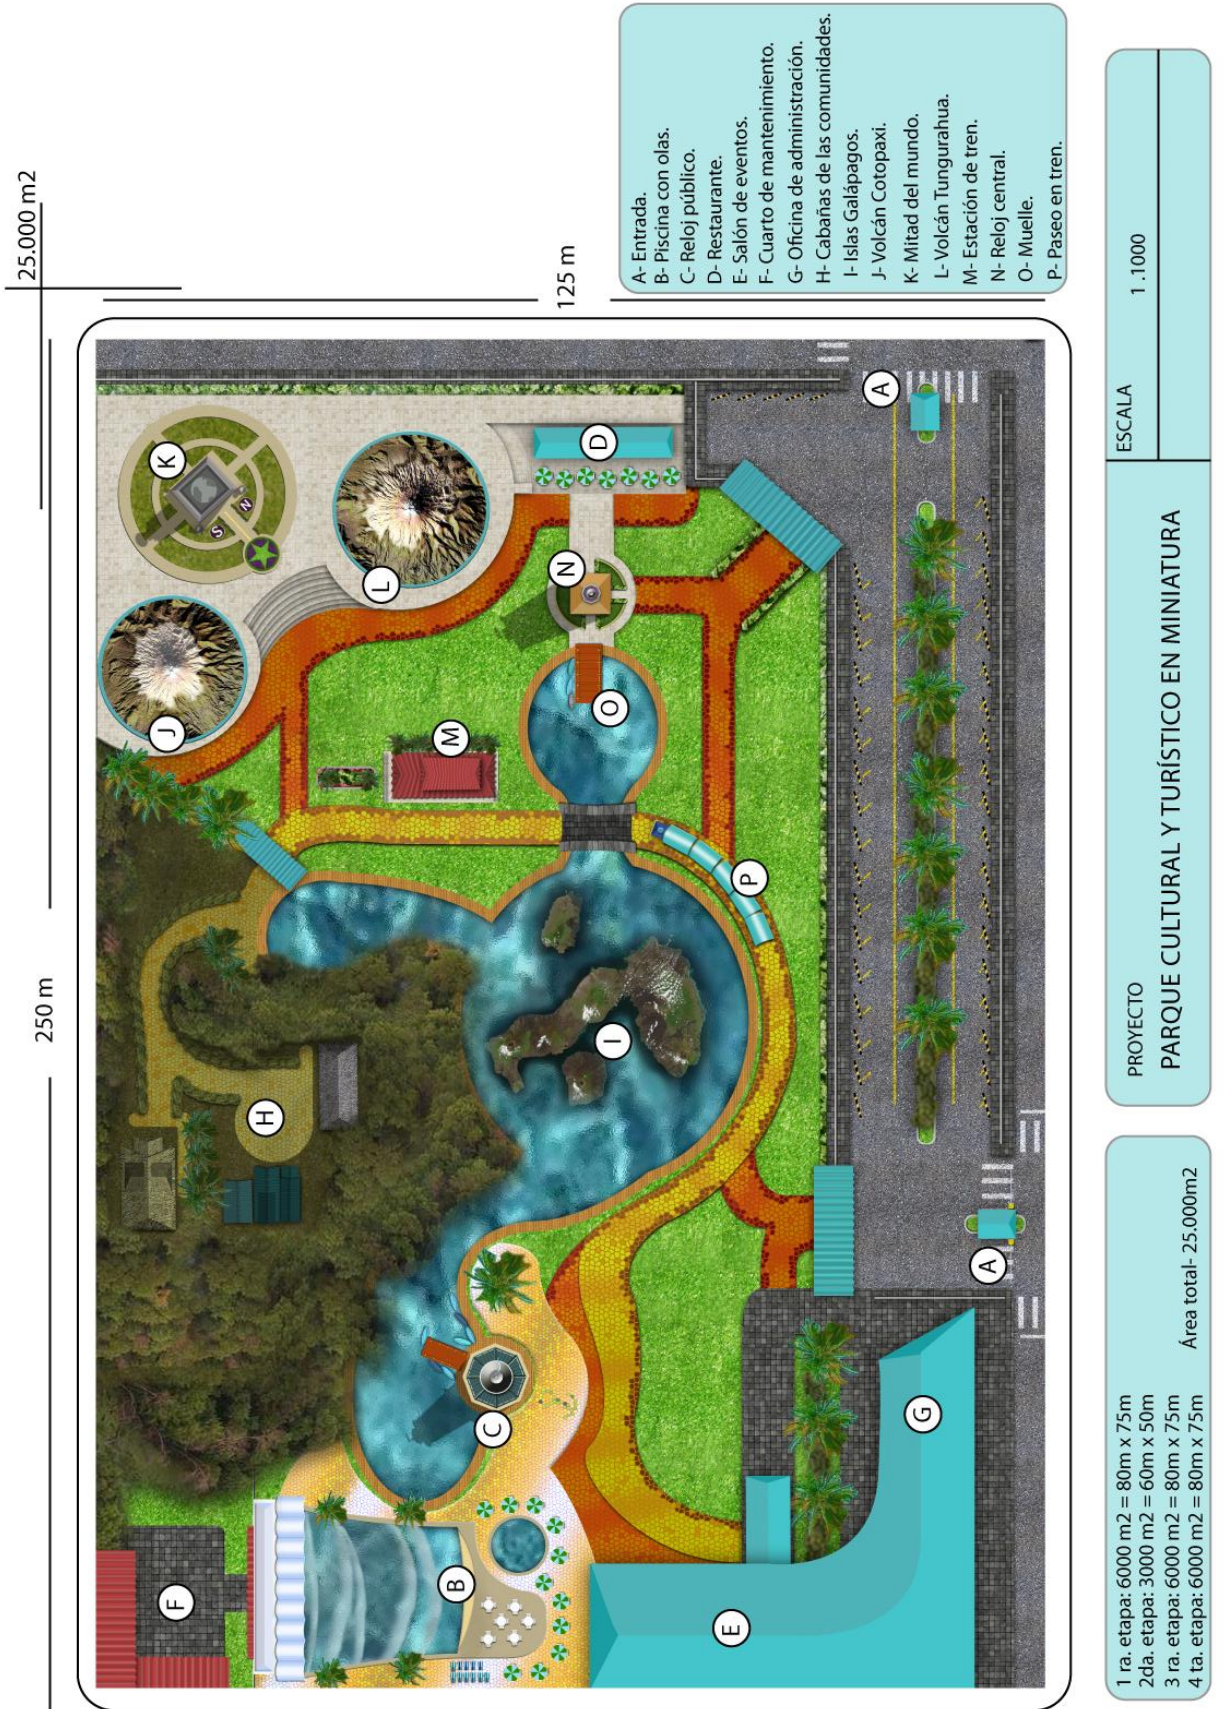 25.000 m2
250 m
125 m
A- Entrada.
B- Piscina con olas.
C- Reloj público.
D- Restaurante.
E- Salón de eventos.
F- Cuarto de mantenimiento.
G- Oficina de administración.
H- Cabañas de las comunidades.
I- Islas Galápagos.
J- Volcán Cotopaxi.
K- Mitad del mundo.
L- Volcán Tungurahua.
M- Estación de tren.
N- Reloj central.
O- Muelle.
P- Paseo en tren.
F
B
E
C
G
H
I
A
P
M
O
J
L
N
K
S
N
D
A
1 ra. etapa: 6000 m2 = 80m x 75m
2da. etapa: 3000 m2 = 60m x 50m
3 ra. etapa: 6000 m2 = 80m x 75m
4 ta. etapa: 6000 m2 = 80m x 75m
Área total- 25.000m2
PROYECTO
PARQUE CULTURAL Y TURÍSTICO EN MINIATURA
ESCALA
1 .1000